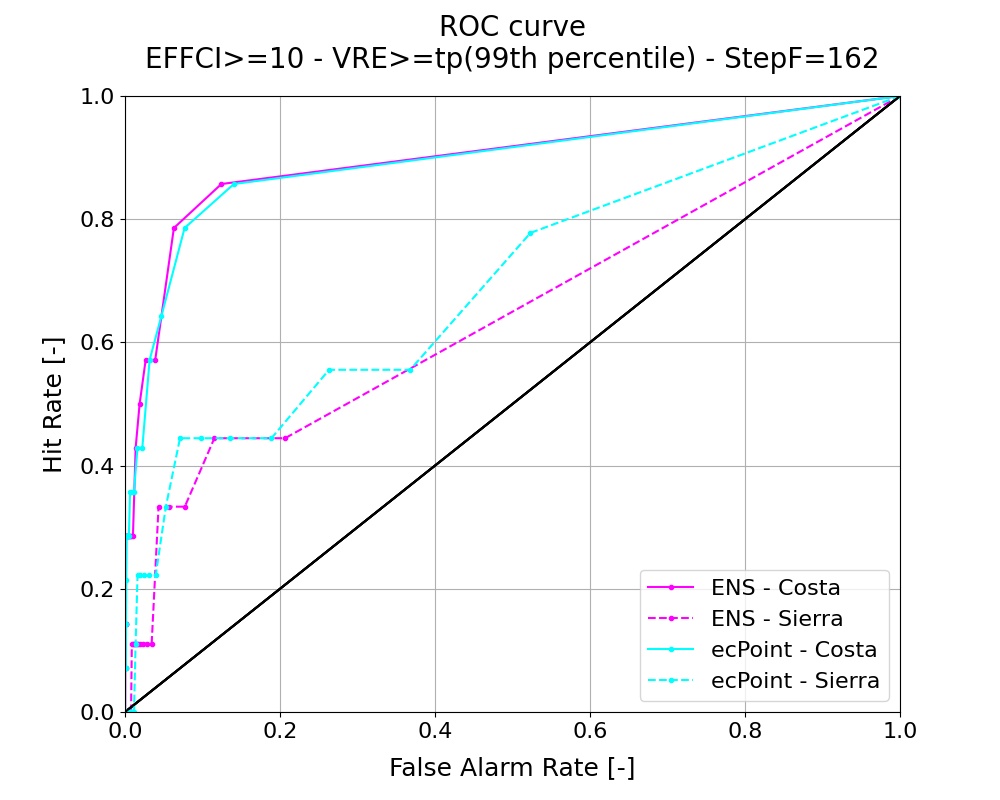 ROC curve
EFFCI>=10 - VRE>=tp(99th percentile) - StepF=162
1.0
0.8
0.6
0.4
0.2
0.0
Hit Rate [-]
0.0 0.2 0.4 0.6 0.8 1.0
False Alarm Rate [-]
ENS - Costa
ENS - Sierra
ecPoint - Costa
ecPoint - Sierra